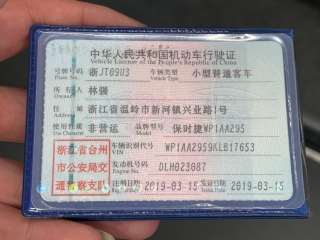 中华人民共和国机动车行驶证
Vehicle License of the People's Republic of China
号牌号码 浙JT09U3 车辆类型 小型普通客车
Plate No. Vehicle Type
所有人 林强
Owner
住址 浙江省温岭市新河镇兴业路1号
Address
使用性质 非营运 品牌型号 保时捷WP1AA295
Use Character Model
浙江省台州
市公安局交
通警察支队
车辆识别代号 WP1AA2959KLB17653
VIN
发动机号码 DLH023087
Engine No.
注册日期 2019-03-15 发证日期 2019-03-15
Register Date Issue Date